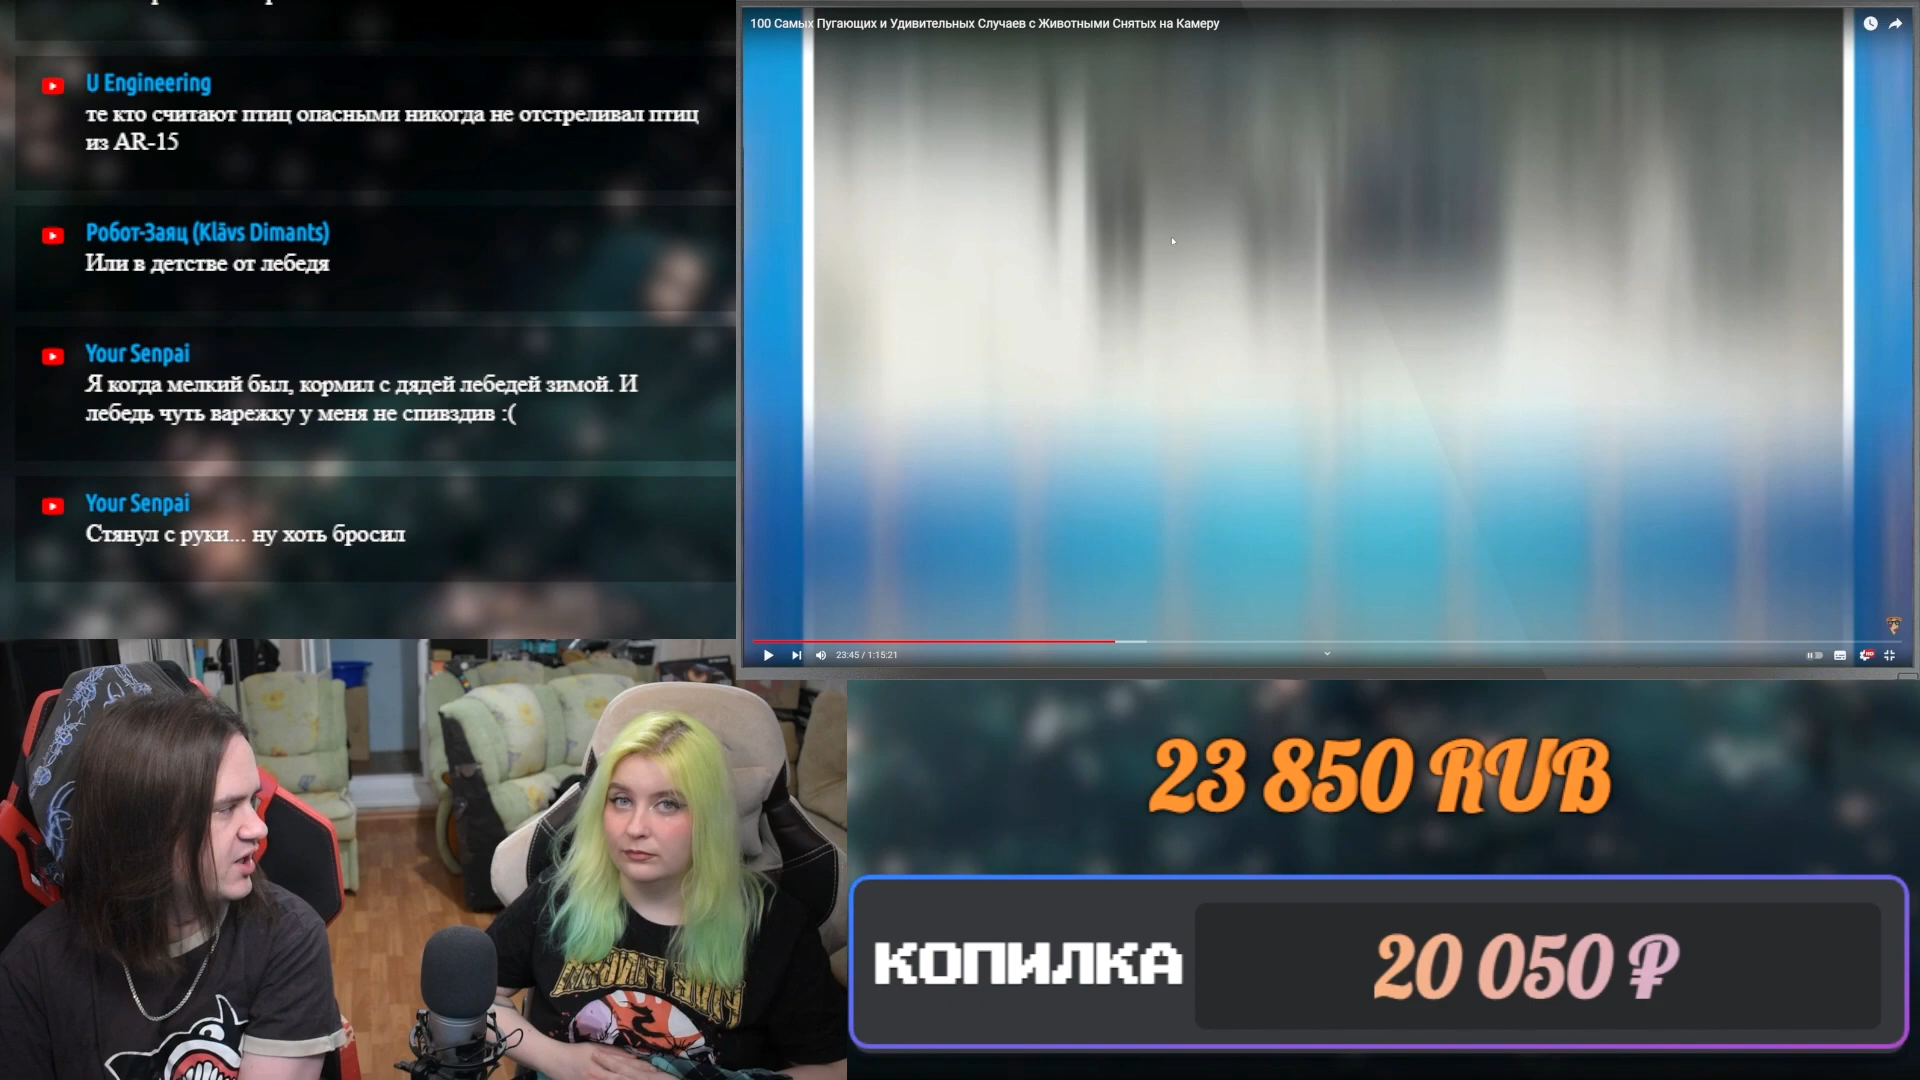 U Engineering
те кто считают птиц опасными никогда не отстреливал птиц
из AR-15
Робот-Заяц (Klāvs Dimants)
Или в детстве от лебедя
Your Senpai
Я когда мелкий был, кормил с дядей лебедей зимой. И
лебедь чуть варежку у меня не спивздив :(
Your Senpai
Стянул с руки... ну хоть бросил
100 Самых Пугающих и Удивительных Случаев с Животными Снятых на Камеру
23:45 / 1:15:21
23 850 RUB
КОПИЛКА
20 050 ₽